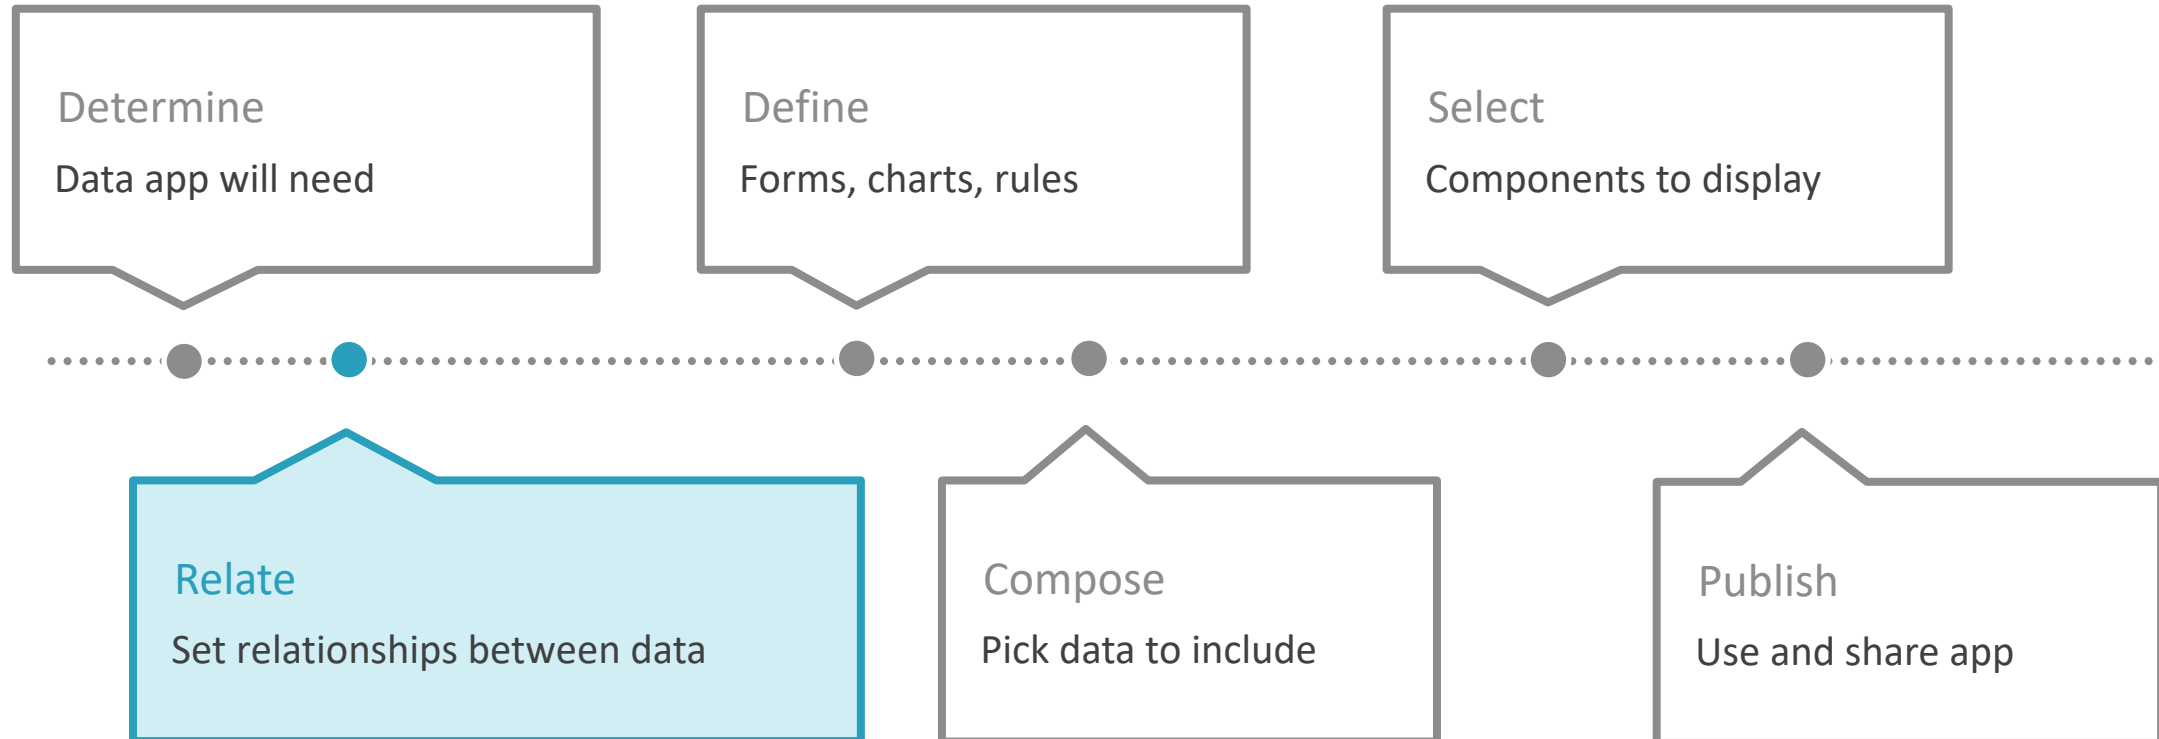 Determine
Data app will need
Define
Forms, charts, rules
Select
Components to display
Relate
Set relationships between data
Compose
Pick data to include
Publish
Use and share app